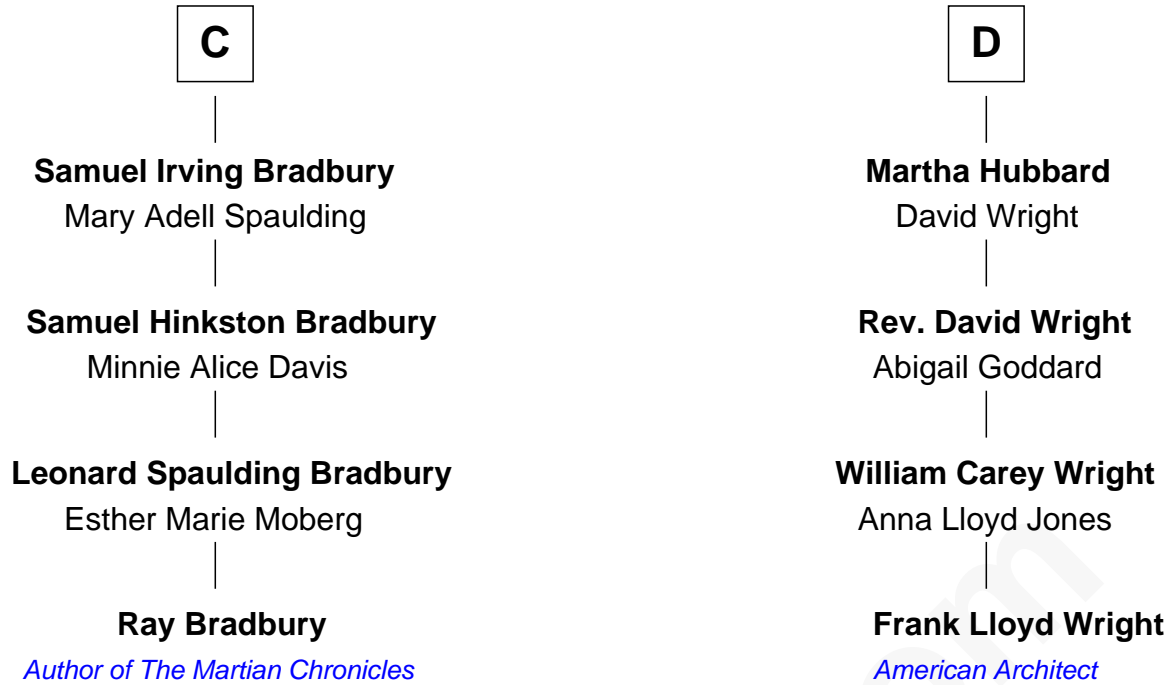 C
Samuel Irving Bradbury
Mary Adell Spaulding
Samuel Hinkston Bradbury
Minnie Alice Davis
Leonard Spaulding Bradbury
Esther Marie Moberg
Ray Bradbury
Author of The Martian Chronicles
D
Martha Hubbard
David Wright
Rev. David Wright
Abigail Goddard
William Carey Wright
Anna Lloyd Jones
Frank Lloyd Wright
American Architect